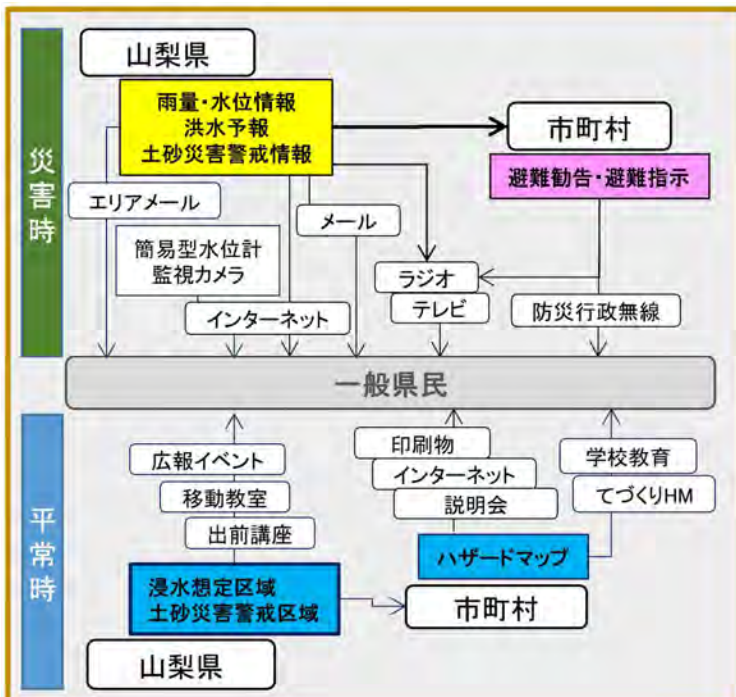 災害時
山梨県
雨量・水位情報
洪水予報
土砂災害警戒情報
市町村
避難勧告・避難指示
エリアメール
メール
簡易型水位計
監視カメラ
ラジオ
テレビ
インターネット
防災行政無線
一般県民
平常時
広報イベント
移動教室
出前講座
印刷物
インターネット
説明会
学校教育
てづくりHM
ハザードマップ
浸水想定区域
土砂災害警戒区域
市町村
山梨県